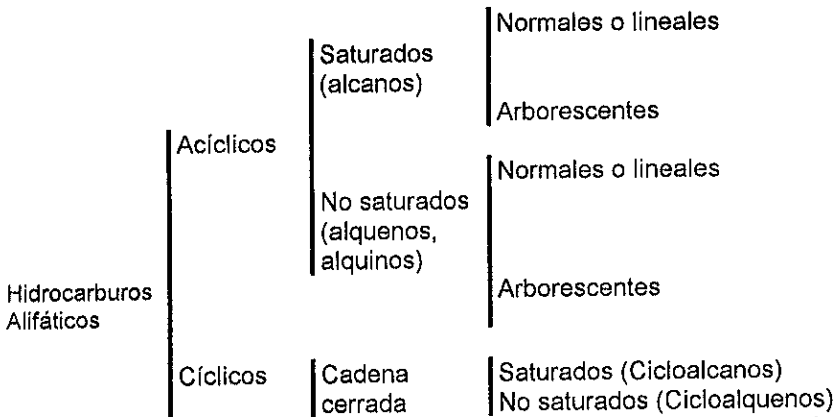 Hidrocarburos
Alifáticos
Acíclicos
Saturados
(alcanos)
Normales o lineales
Arborescentes
No saturados
(alquenos,
alquinos)
Normales o lineales
Arborescentes
Cíclicos
Cadena
cerrada
Saturados (Cicloalcanos)
No saturados (Cicloalquenos)